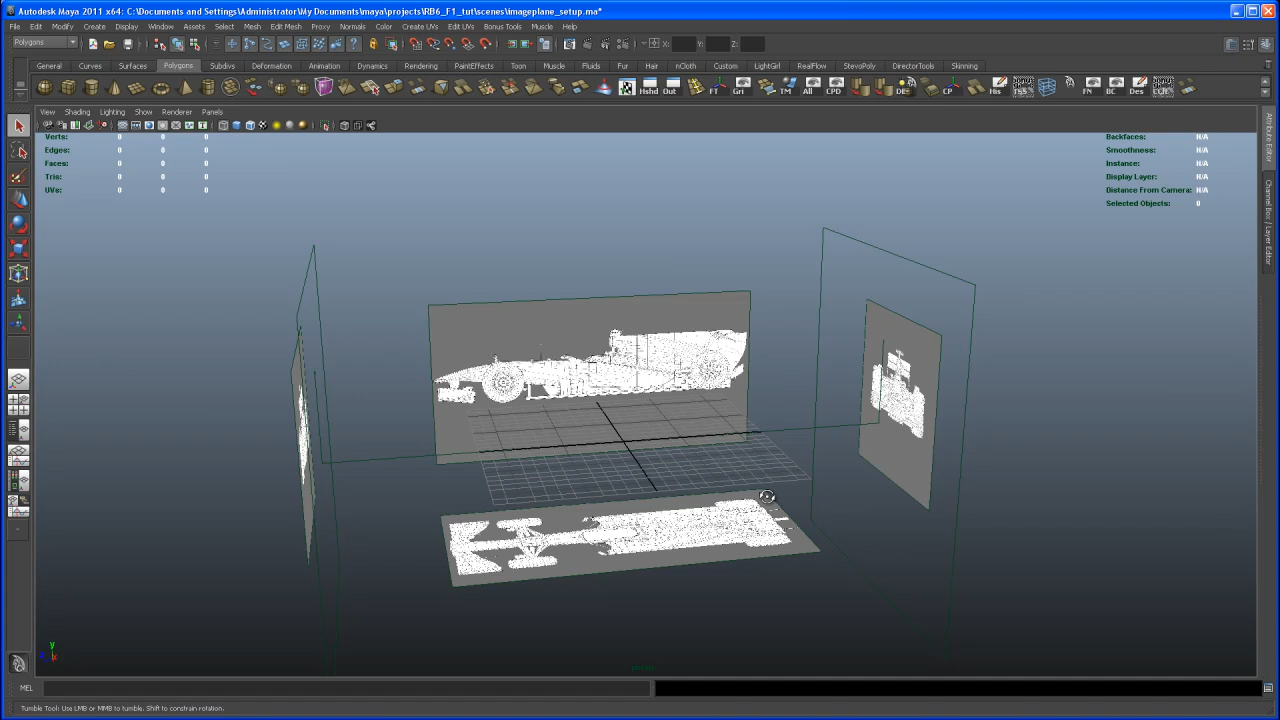 Autodesk Maya 2011 x64: C:\Documents and Settings\Administrator\My Documents\maya\projects\RB6_F1_tut\scenes\imageplane_setup.ma*
File Edit Modify Create Display Window Assets Select Mesh Edit Mesh Proxy Normals Color Create UVs Edit UVs Bonus Tools Muscle Help
Polygons X: Y: Z:
General Curves Surfaces Polygons Subdivs Deformation Animation Dynamics Rendering PaintEffects Toon Muscle Fluids Fur Hair nCloth Custom LightGirl RealFlow StevoPoly DirectorTools Skinning
Hshd Out FT Grt TM All CPD DE CP His FN BC Des
View Shading Lighting Show Renderer Panels
Verts: 0 0 0
Edges: 0 0 0
Faces: 0 0 0
Tris: 0 0 0
UVs: 0 0 0
Backfaces: N/A
Smoothness: N/A
Instance: N/A
Display Layer: N/A
Distance From Camera: N/A
Selected Objects: 0
Attribute Editor
Channel Box / Layer Editor
y
x
persp
MEL
Tumble Tool: Use LMB or MMB to tumble. Shift to constrain rotation.